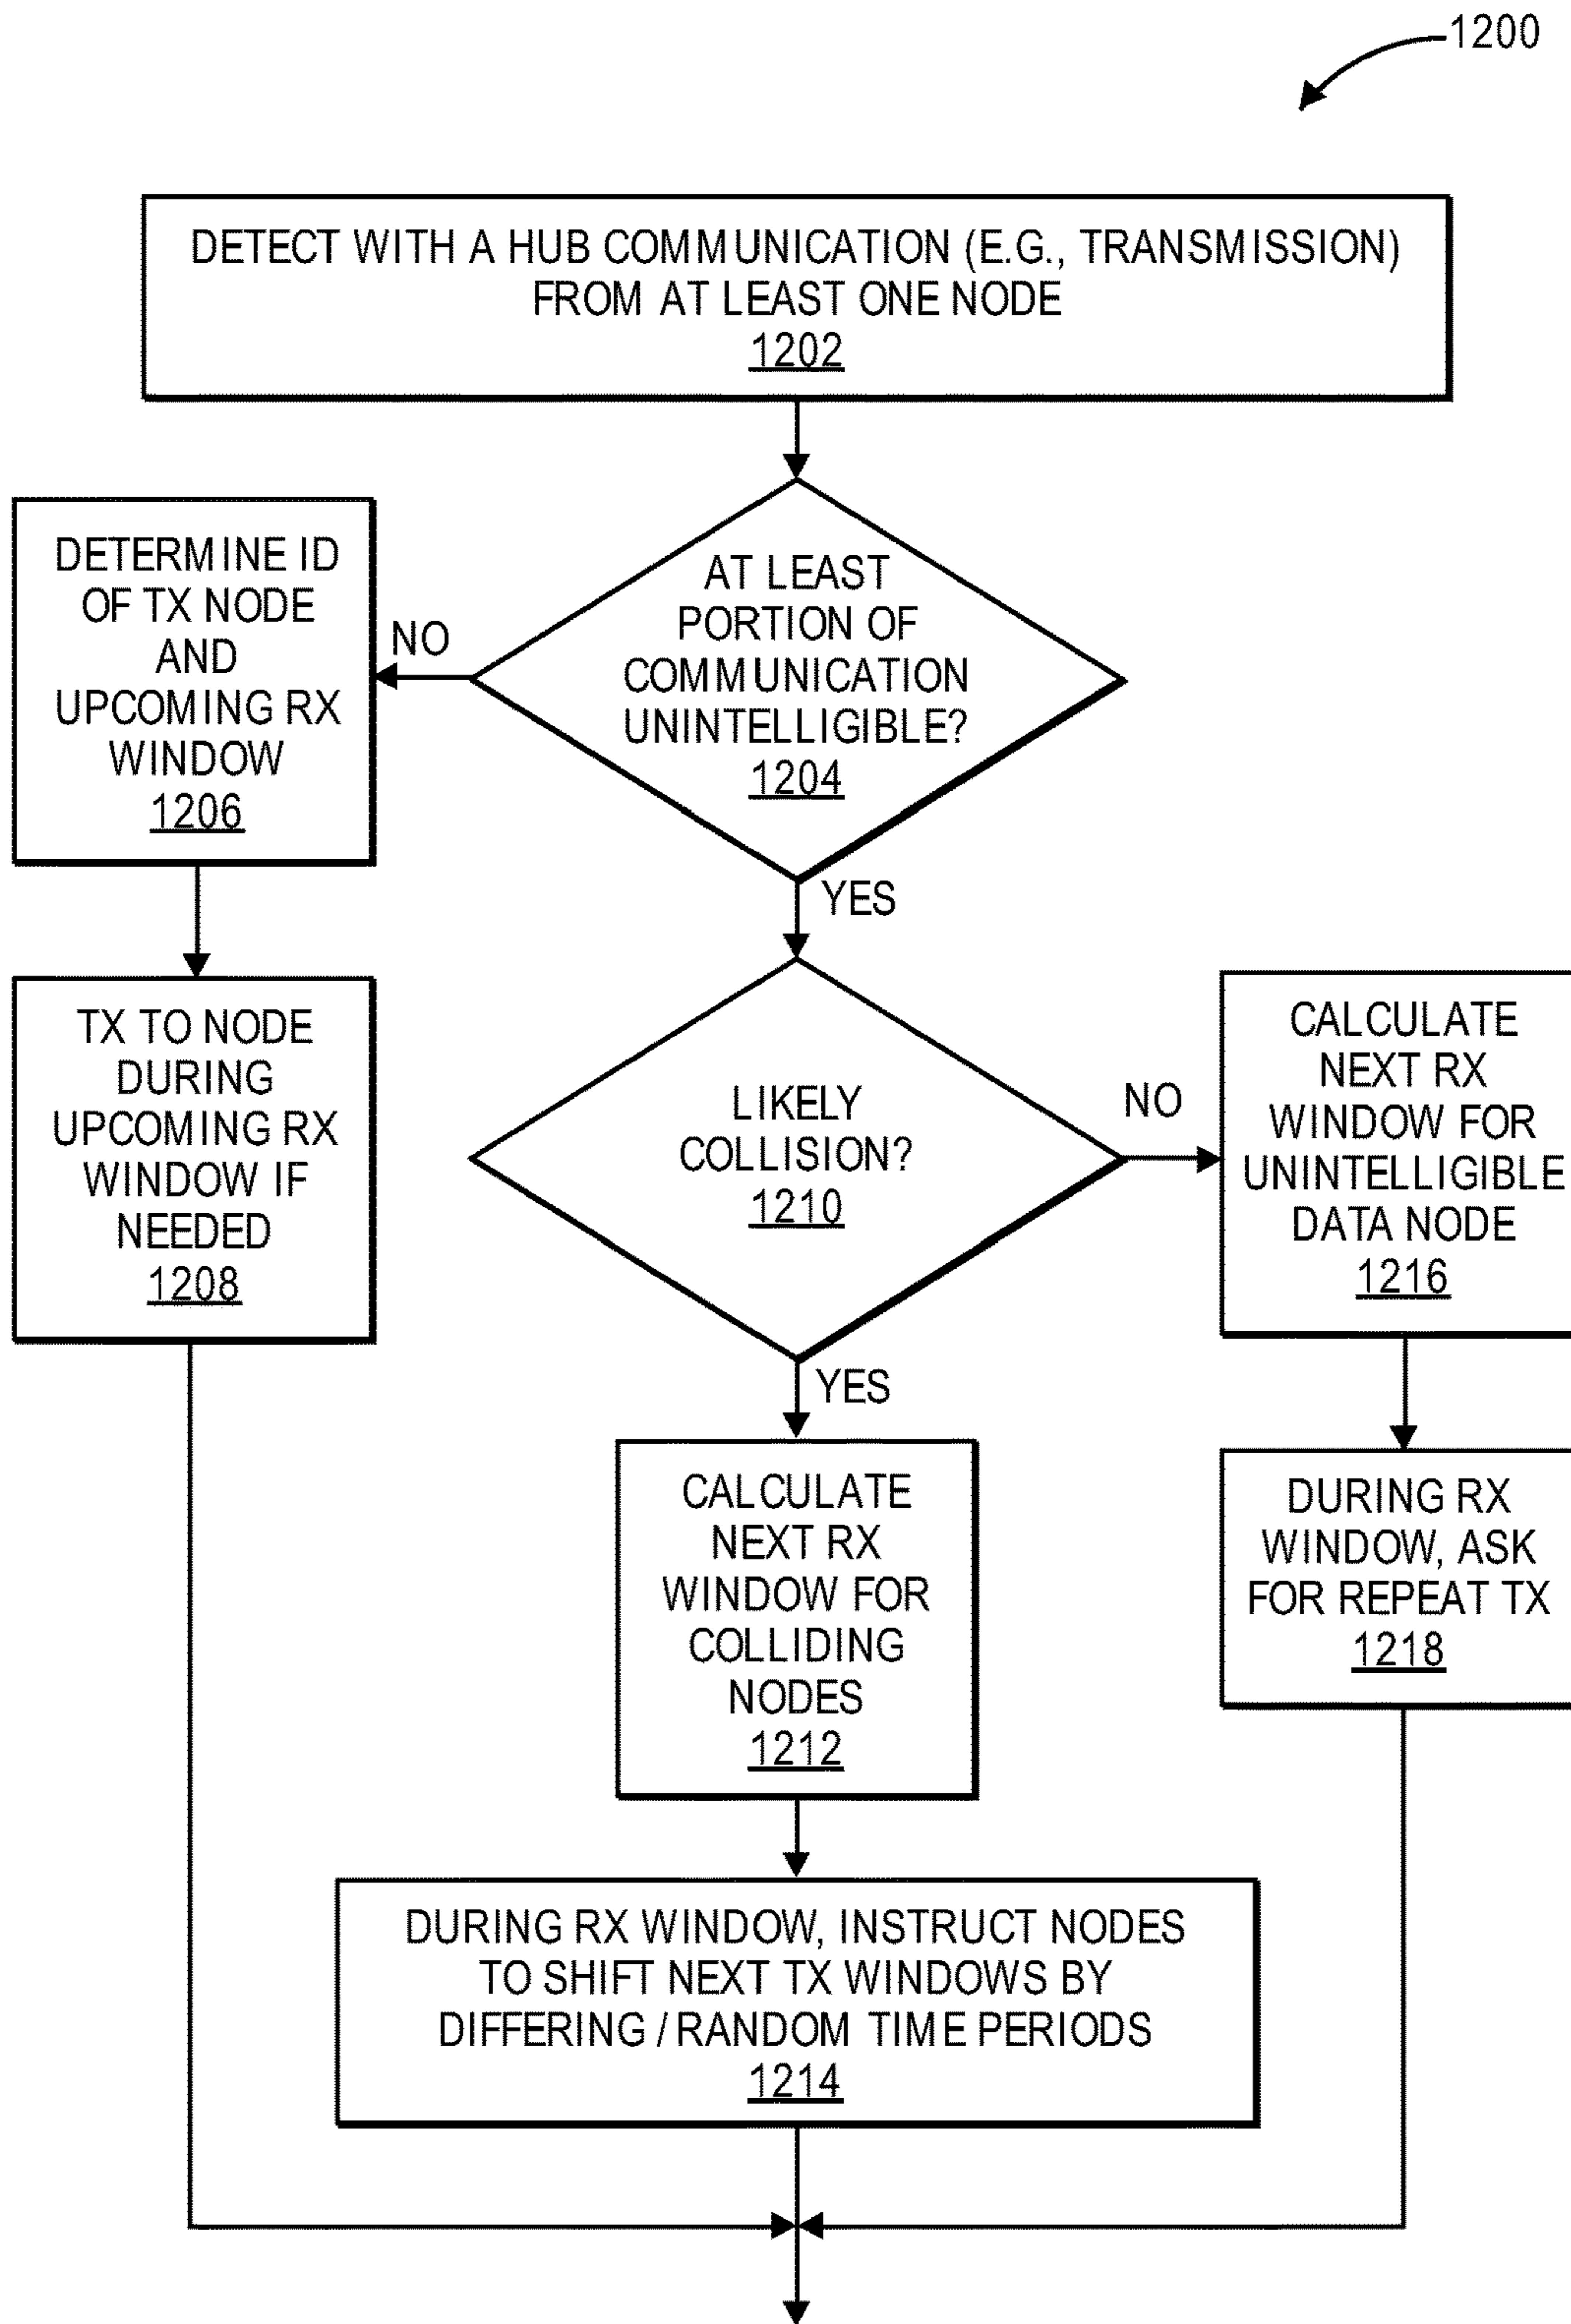 1200
DETECT WITH A HUB COMMUNICATION (E.G., TRANSMISSION)
FROM AT LEAST ONE NODE
1202
AT LEAST
PORTION OF
COMMUNICATION
UNINTELLIGIBLE?
1204
NO
DETERMINE ID
OF TX NODE
AND
UPCOMING RX
WINDOW
1206
TX TO NODE
DURING
UPCOMING RX
WINDOW IF
NEEDED
1208
YES
LIKELY
COLLISION?
1210
NO
CALCULATE
NEXT RX
WINDOW FOR
UNINTELLIGIBLE
DATA NODE
1216
DURING RX
WINDOW, ASK
FOR REPEAT TX
1218
YES
CALCULATE
NEXT RX
WINDOW FOR
COLLIDING
NODES
1212
DURING RX WINDOW, INSTRUCT NODES
TO SHIFT NEXT TX WINDOWS BY
DIFFERING / RANDOM TIME PERIODS
1214